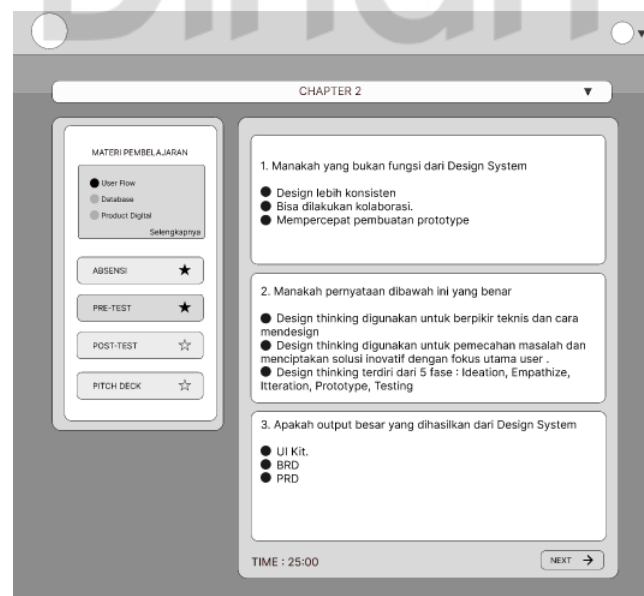 CHAPTER 2
MATERI PEMBELAJARAN
User Flow
Database
Product Digital
Selengkapnya
ABSENSI
PRE-TEST
POST-TEST
PITCH DECK
1. Manakah yang bukan fungsi dari Design System
Design lebih konsisten
Bisa dilakukan kolaborasi.
Mempercepat pembuatan prototype
2. Manakah pernyataan dibawah ini yang benar
Design thinking digunakan untuk berpikir teknis dan cara
mendesign
Design thinking digunakan untuk pemecahan masalah dan
menciptakan solusi inovatif dengan fokus utama user .
Design thinking terdiri dari 5 fase : Ideation, Empathize,
Itteration, Prototype, Testing
3. Apakah output besar yang dihasilkan dari Design System
UI Kit.
BRD
PRD
TIME : 25:00
NEXT →